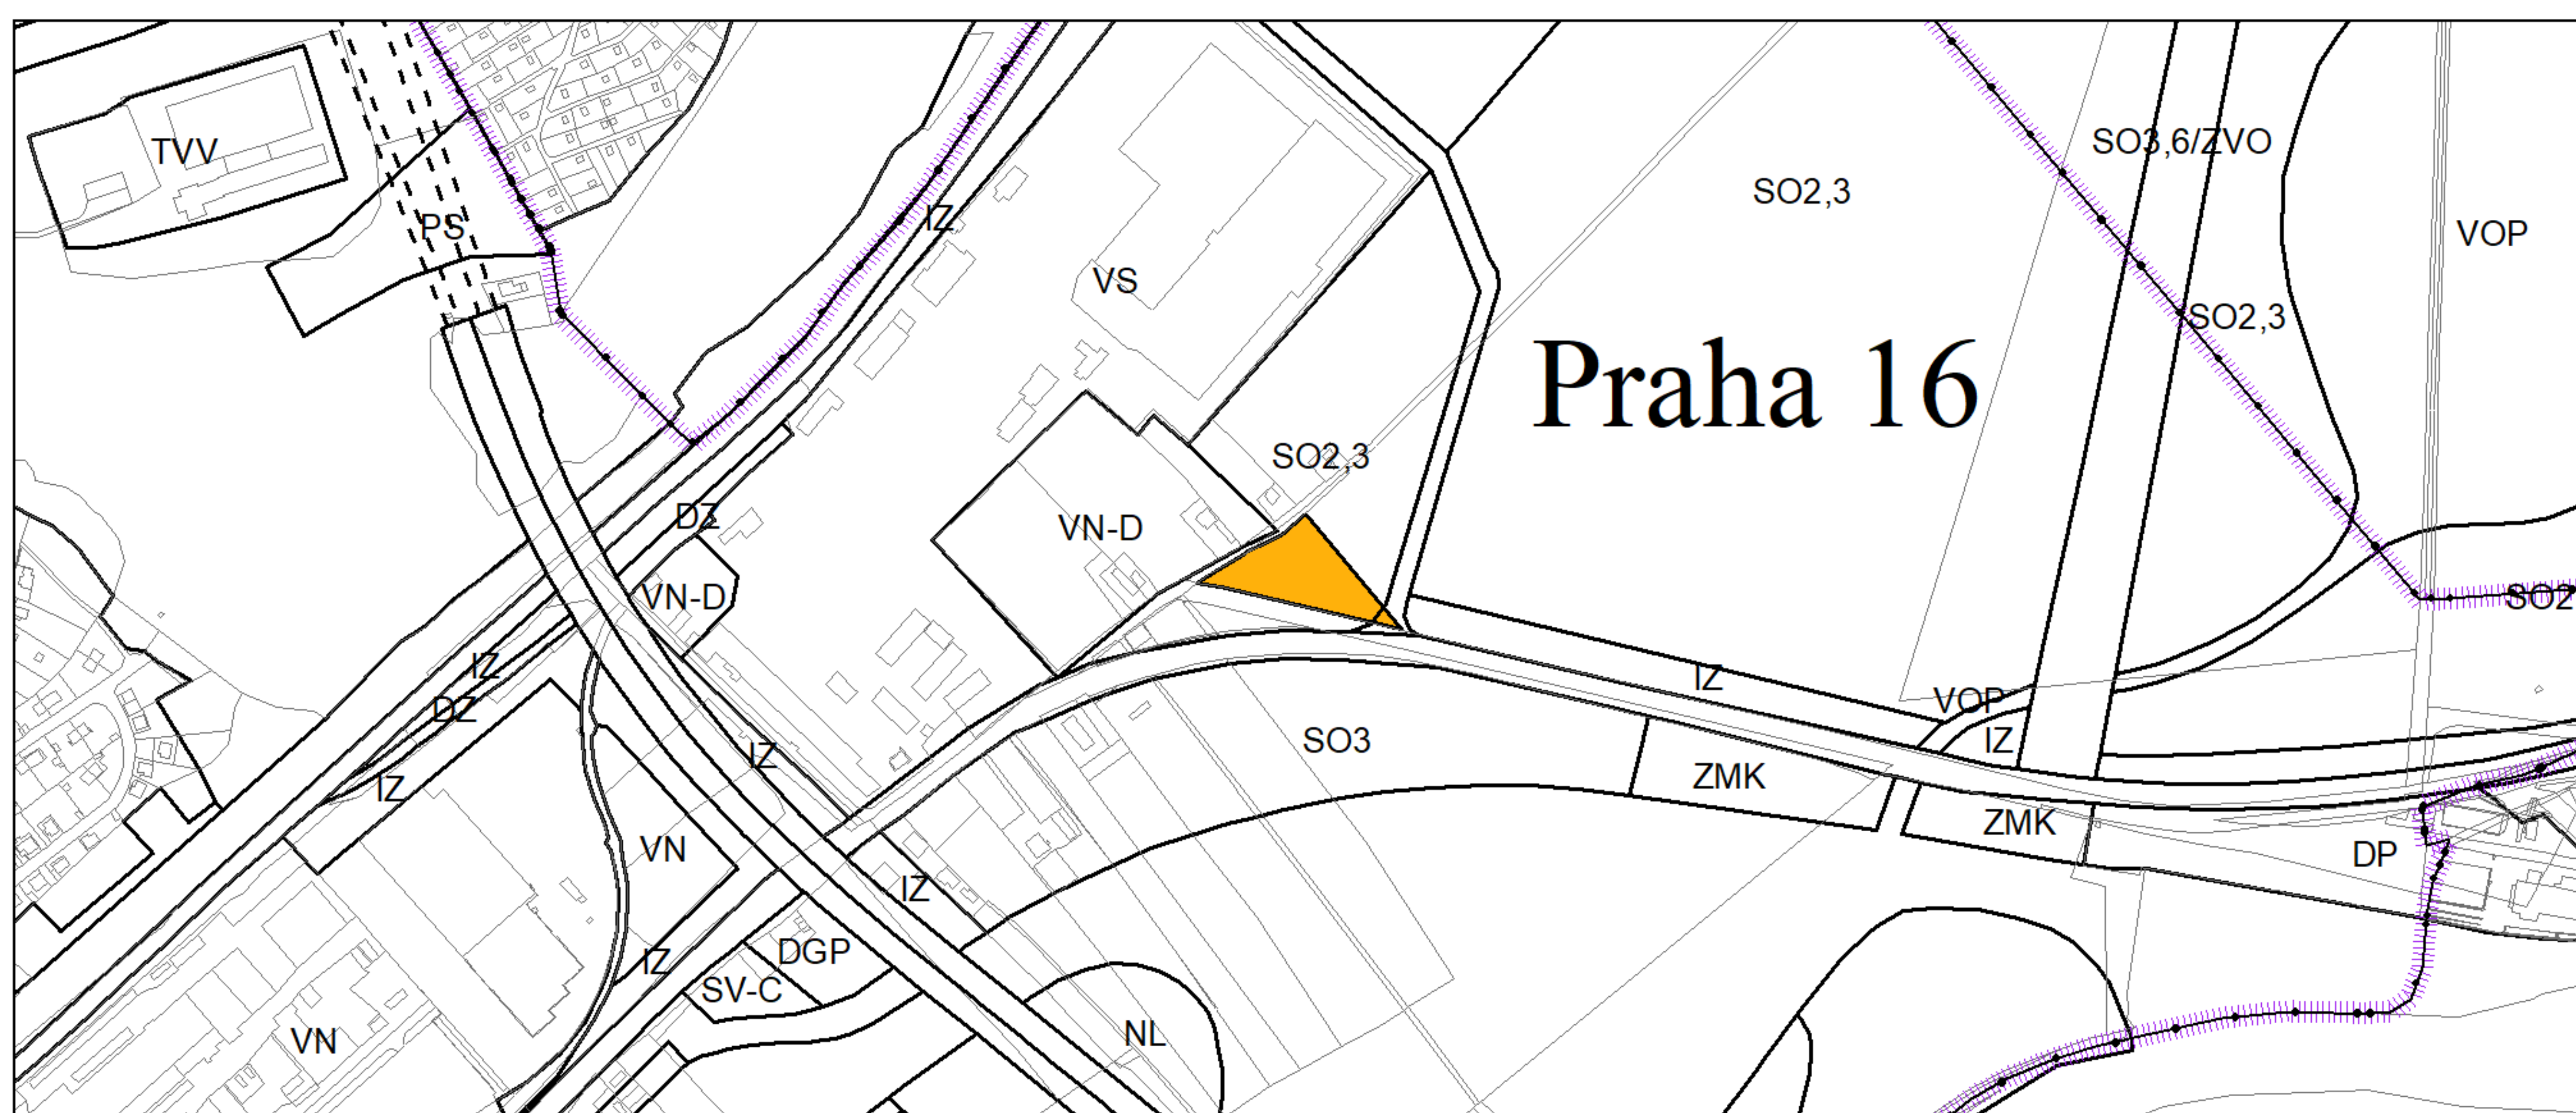 TVV
SO3,6/ZVO
SO2,3
PS
IZ
VOP
VS
SO2,3
Praha 16
SO2,3
DZ
VN-D
VN-D
SO2
IZ
IZ
VOP
DZ
SO3
IZ
IZ
ZMK
IZ
ZMK
VN
DP
IZ
DGP
IZ
SV-C
NL
VN